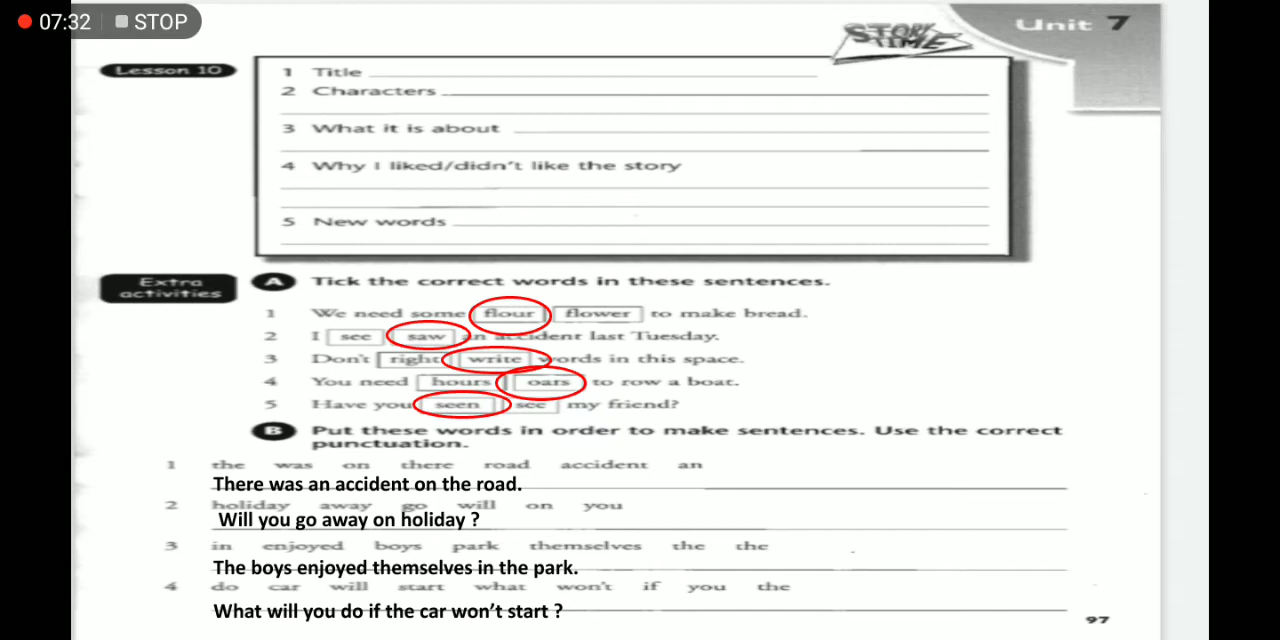 07:32 STOP
STORY TIME
Unit 7
Lesson 10
1 Title
2 Characters
3 What it is about
4 Why I liked/didn't like the story
5 New words
Extra activities
A Tick the correct words in these sentences.
1 We need some flour flower to make bread.
2 I see saw an accident last Tuesday.
3 Don't right write words in this space.
4 You need hours oars to row a boat.
5 Have you seen see my friend?
B Put these words in order to make sentences. Use the correct
punctuation.
1 the was on there road accident an
There was an accident on the road.
2 holiday away go will on you
Will you go away on holiday ?
3 in enjoyed boys park themselves the the
The boys enjoyed themselves in the park.
4 do car will start what won't if you the
What will you do if the car won't start ?
97